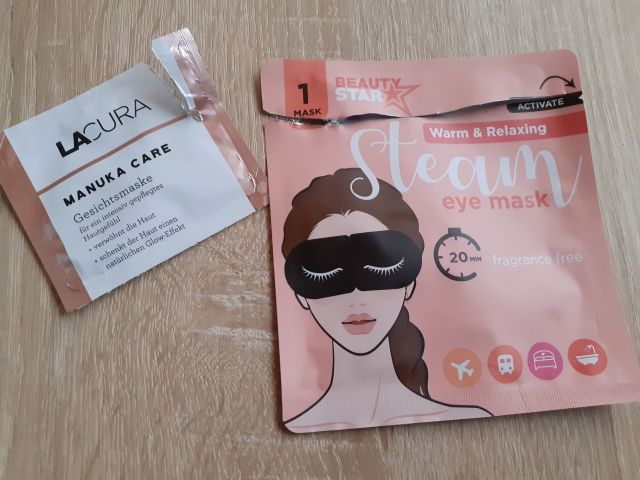 LACURA
MANUKA CARE
Gesichtsmaske
für ein intensiv gepflegtes
Hautgefühl
• verwöhnt die Haut
• schenkt der Haut einen
natürlichen Glow-Effekt
1
MASK
BEAUTY
STAR
ACTIVATE
Warm & Relaxing
Steam
eye mask
20 MIN
fragrance free